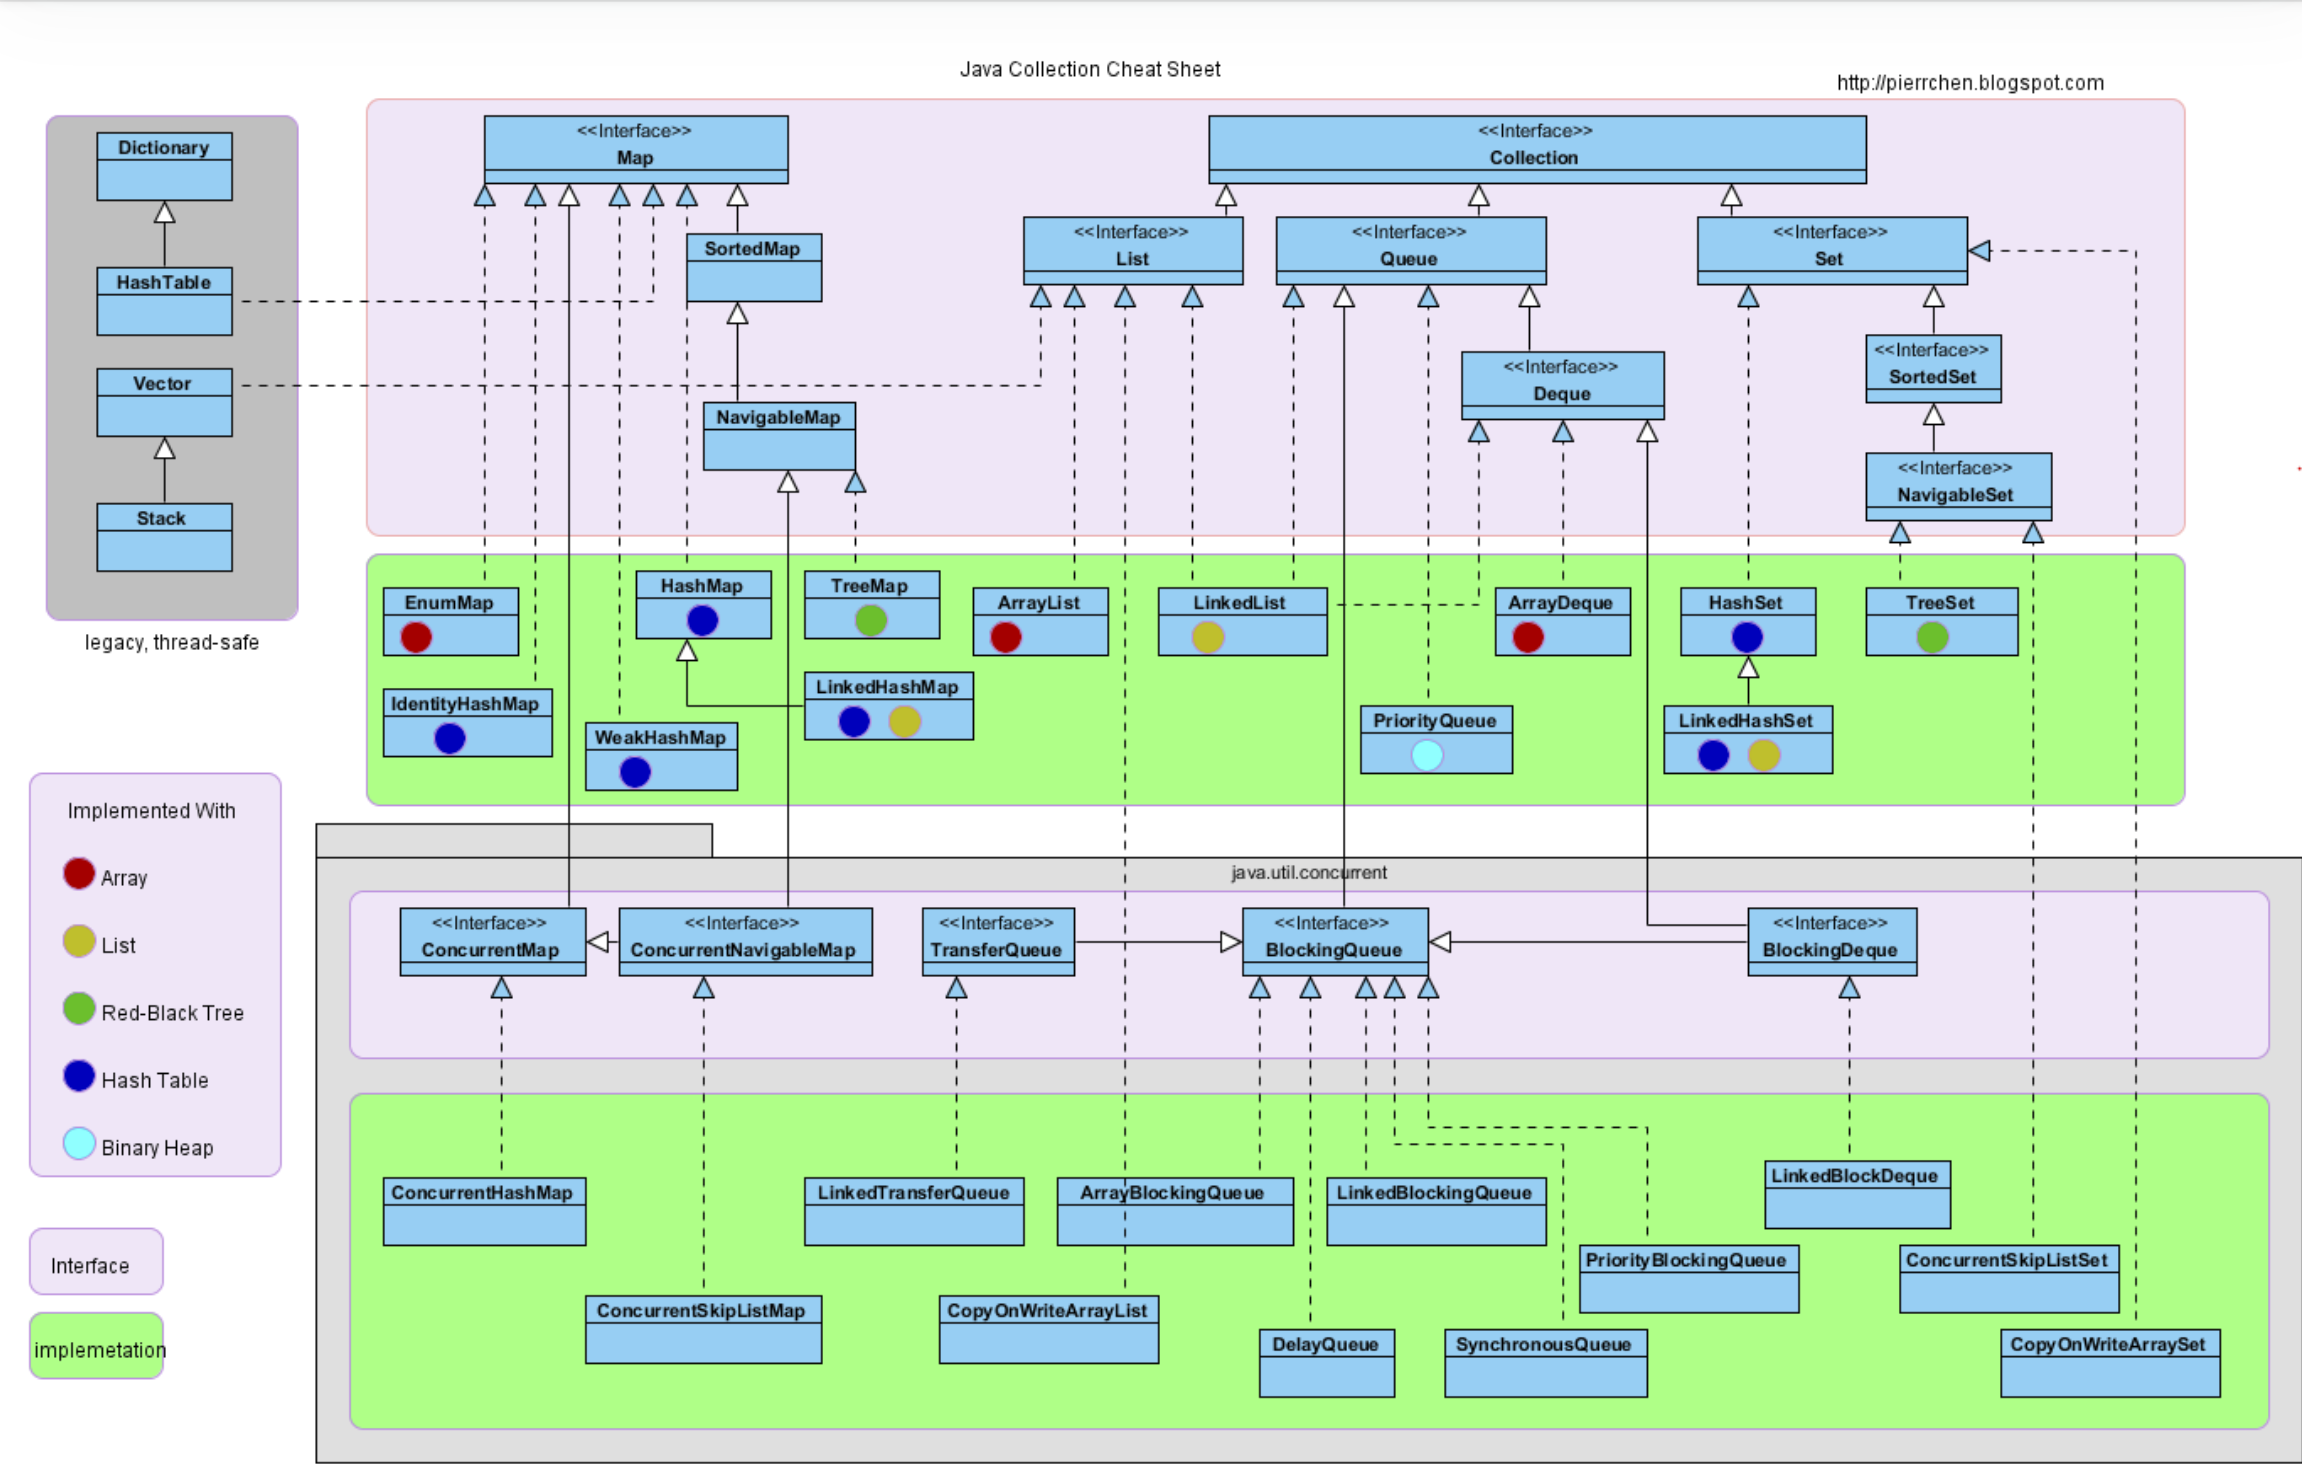 Java Collection Cheat Sheet
http://pierrchen.blogspot.com
Dictionary
HashTable
Vector
Stack
legacy, thread-safe
<<Interface>>
Map
<<Interface>>
Collection
SortedMap
<<Interface>>
List
<<Interface>>
Queue
<<Interface>>
Set
<<Interface>>
Deque
<<Interface>>
SortedSet
NavigableMap
<<Interface>>
NavigableSet
EnumMap
HashMap
TreeMap
ArrayList
LinkedList
ArrayDeque
HashSet
TreeSet
IdentityHashMap
WeakHashMap
LinkedHashMap
PriorityQueue
LinkedHashSet
Implemented With
Array
List
Red-Black Tree
Hash Table
Binary Heap
Interface
implemetation
java.util.concurrent
<<Interface>>
ConcurrentMap
<<Interface>>
ConcurrentNavigableMap
<<Interface>>
TransferQueue
<<Interface>>
BlockingQueue
<<Interface>>
BlockingDeque
ConcurrentHashMap
LinkedTransferQueue
ArrayBlockingQueue
LinkedBlockingQueue
LinkedBlockDeque
PriorityBlockingQueue
ConcurrentSkipListSet
ConcurrentSkipListMap
CopyOnWriteArrayList
DelayQueue
SynchronousQueue
CopyOnWriteArraySet